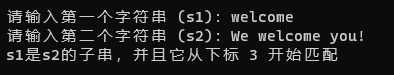 请输入第一个字符串 (s1): welcome
请输入第二个字符串 (s2): We welcome you!
s1是s2的子串，并且它从下标 3 开始匹配